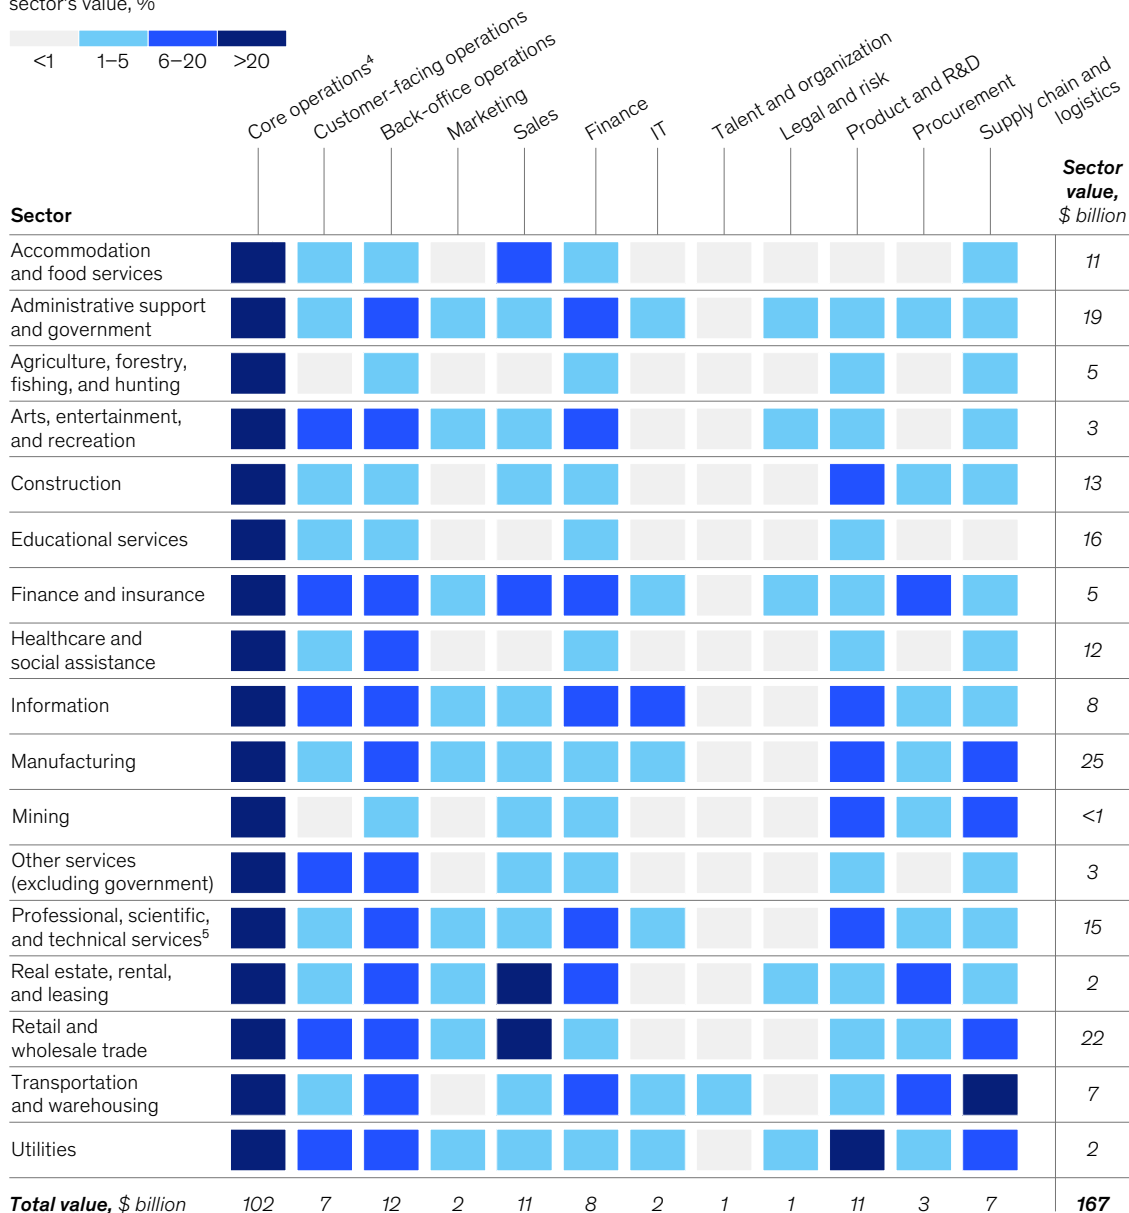 sector's value, %
<1 1–5 6–20 >20
Core operations⁴
Customer-facing operations
Back-office operations
Marketing
Sales
Finance
IT
Talent and organization
Legal and risk
Product and R&D
Procurement
Supply chain and
logistics
Sector
value,
$ billion
Sector
Accommodation
and food services
11
Administrative support
and government
19
Agriculture, forestry,
fishing, and hunting
5
Arts, entertainment,
and recreation
3
Construction
13
Educational services
16
Finance and insurance
5
Healthcare and
social assistance
12
Information
8
Manufacturing
25
Mining
<1
Other services
(excluding government)
3
Professional, scientific,
and technical services⁵
15
Real estate, rental,
and leasing
2
Retail and
wholesale trade
22
Transportation
and warehousing
7
Utilities
2
Total value, $ billion 102 7 12 2 11 8 2 1 1 11 3 7 167